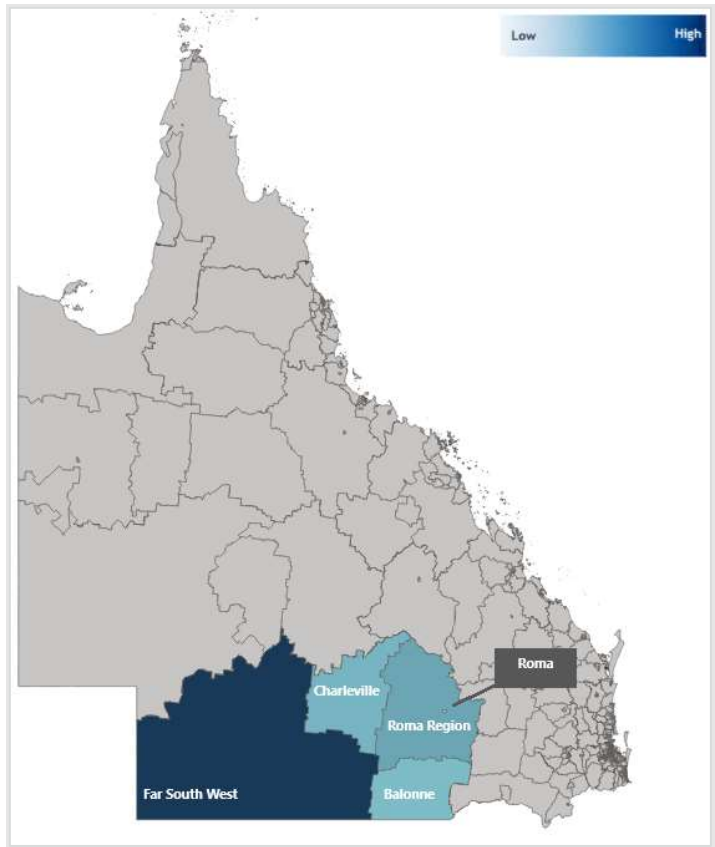 Low
High
Roma
Charleville
Roma Region
Far South West
Balonne